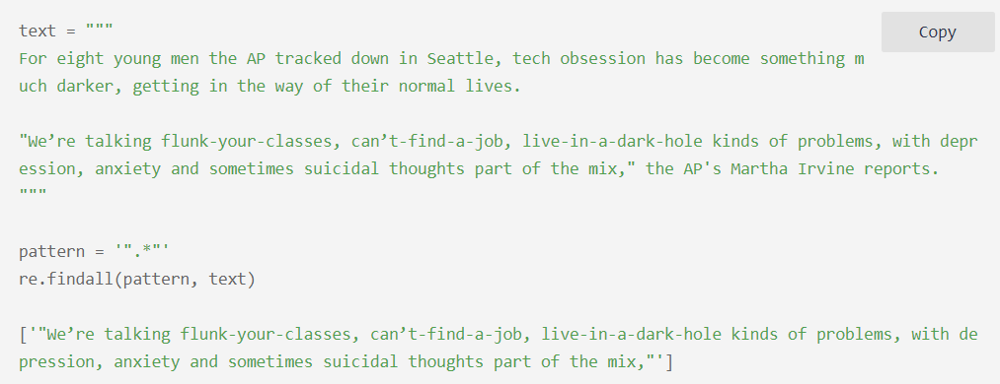 Copy
text = """
For eight young men the AP tracked down in Seattle, tech obsession has become something m
uch darker, getting in the way of their normal lives.
"We’re talking flunk-your-classes, can’t-find-a-job, live-in-a-dark-hole kinds of problems, with depr
ession, anxiety and sometimes suicidal thoughts part of the mix," the AP's Martha Irvine reports.
"""
pattern = '".*"'
re.findall(pattern, text)
['"We’re talking flunk-your-classes, can’t-find-a-job, live-in-a-dark-hole kinds of problems, with de
pression, anxiety and sometimes suicidal thoughts part of the mix,"']